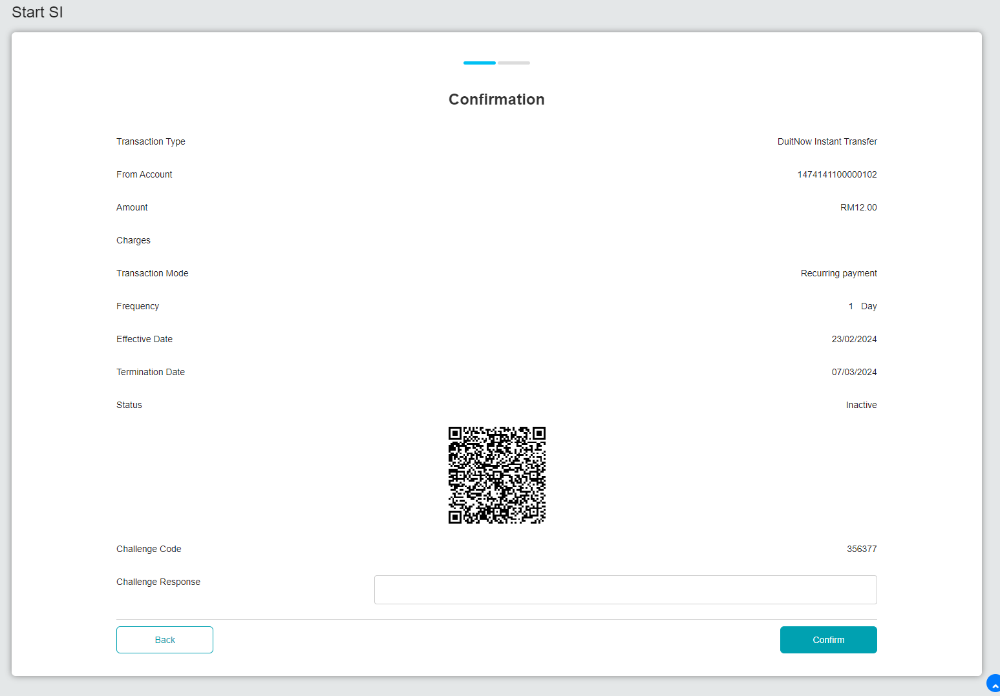 Start SI
Confirmation
Transaction Type DuitNow Instant Transfer
From Account 1474141100000102
Amount RM12.00
Charges
Transaction Mode Recurring payment
Frequency 1 Day
Effective Date 23/02/2024
Termination Date 07/03/2024
Status Inactive
Challenge Code 356377
Challenge Response
Back Confirm